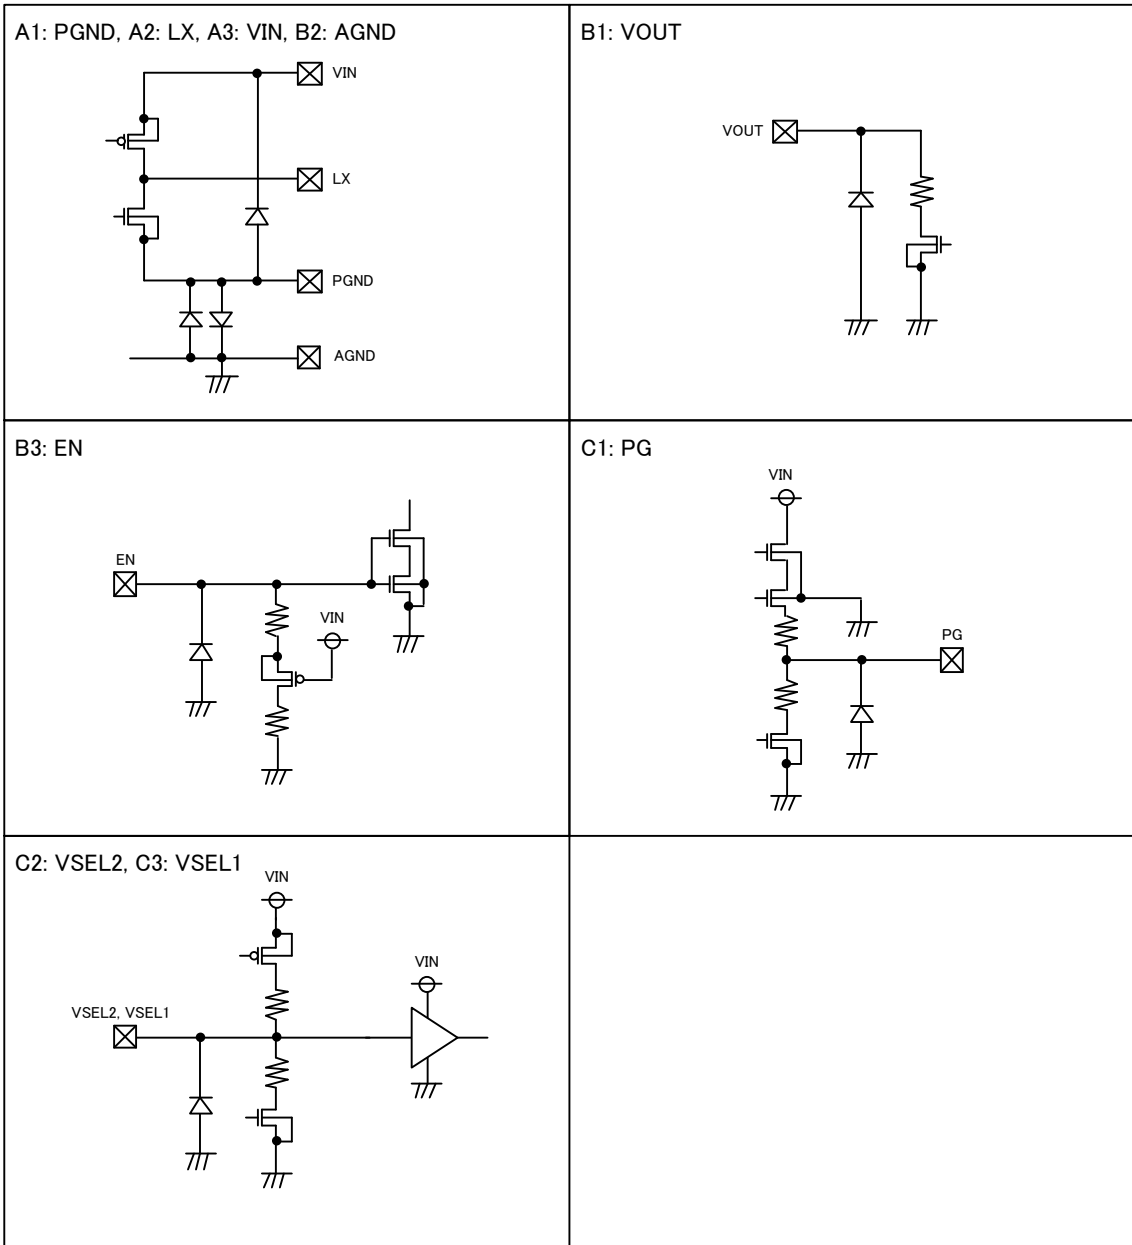 A1: PGND, A2: LX, A3: VIN, B2: AGND
VIN
LX
PGND
AGND
B1: VOUT
VOUT
B3: EN
EN
VIN
C1: PG
VIN
PG
C2: VSEL2, C3: VSEL1
VIN
VIN
VSEL2, VSEL1